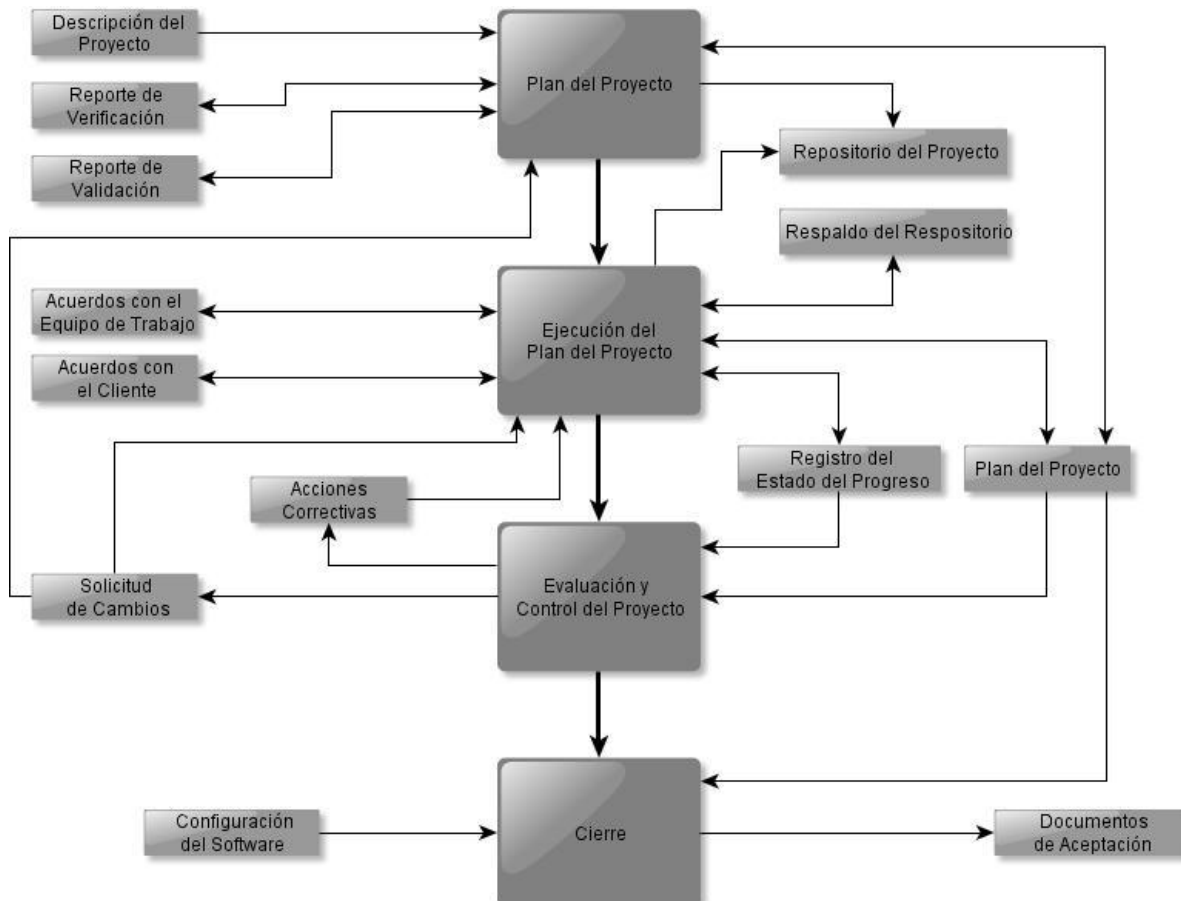 Descripción del
Proyecto
Plan del Proyecto
Reporte de
Verificación
Repositorio del Proyecto
Reporte de
Validación
Respaldo del Respositorio
Acuerdos con el
Equipo de Trabajo
Ejecución del
Plan del Proyecto
Acuerdos con
el Cliente
Registro del
Estado del Progreso
Plan del Proyecto
Acciones
Correctivas
Solicitud
de Cambios
Evaluación y
Control del Proyecto
Configuración
del Software
Cierre
Documentos
de Aceptación